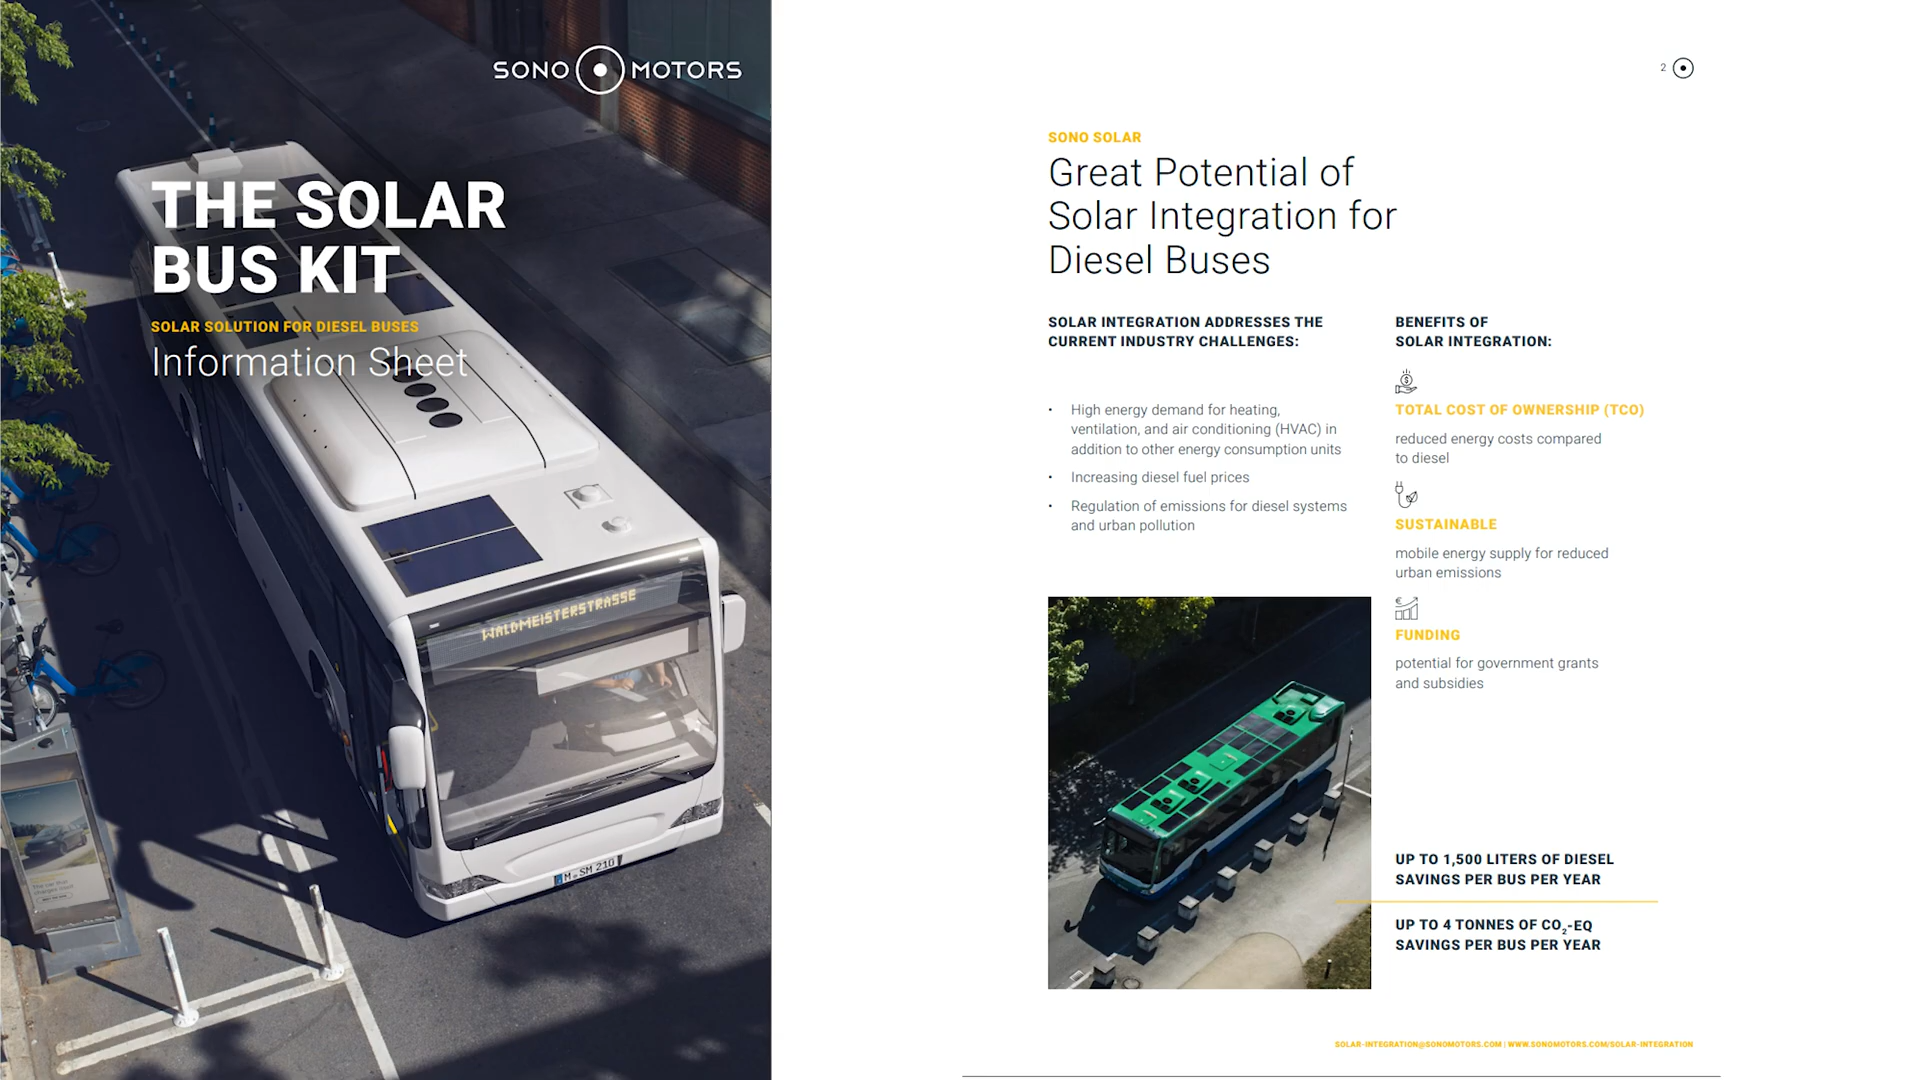 SONO MOTORS
THE SOLAR
BUS KIT
SOLAR SOLUTION FOR DIESEL BUSES
Information Sheet
WALDMEISTERSTRASSE
M SM 210
2
SONO SOLAR
Great Potential of
Solar Integration for
Diesel Buses
SOLAR INTEGRATION ADDRESSES THE
CURRENT INDUSTRY CHALLENGES:
• High energy demand for heating,
ventilation, and air conditioning (HVAC) in
addition to other energy consumption units
• Increasing diesel fuel prices
• Regulation of emissions for diesel systems
and urban pollution
BENEFITS OF
SOLAR INTEGRATION:
TOTAL COST OF OWNERSHIP (TCO)
reduced energy costs compared
to diesel
SUSTAINABLE
mobile energy supply for reduced
urban emissions
FUNDING
potential for government grants
and subsidies
UP TO 1,500 LITERS OF DIESEL
SAVINGS PER BUS PER YEAR
UP TO 4 TONNES OF CO₂-EQ
SAVINGS PER BUS PER YEAR
SOLAR-INTEGRATION@SONOMOTORS.COM | WWW.SONOMOTORS.COM/SOLAR-INTEGRATION